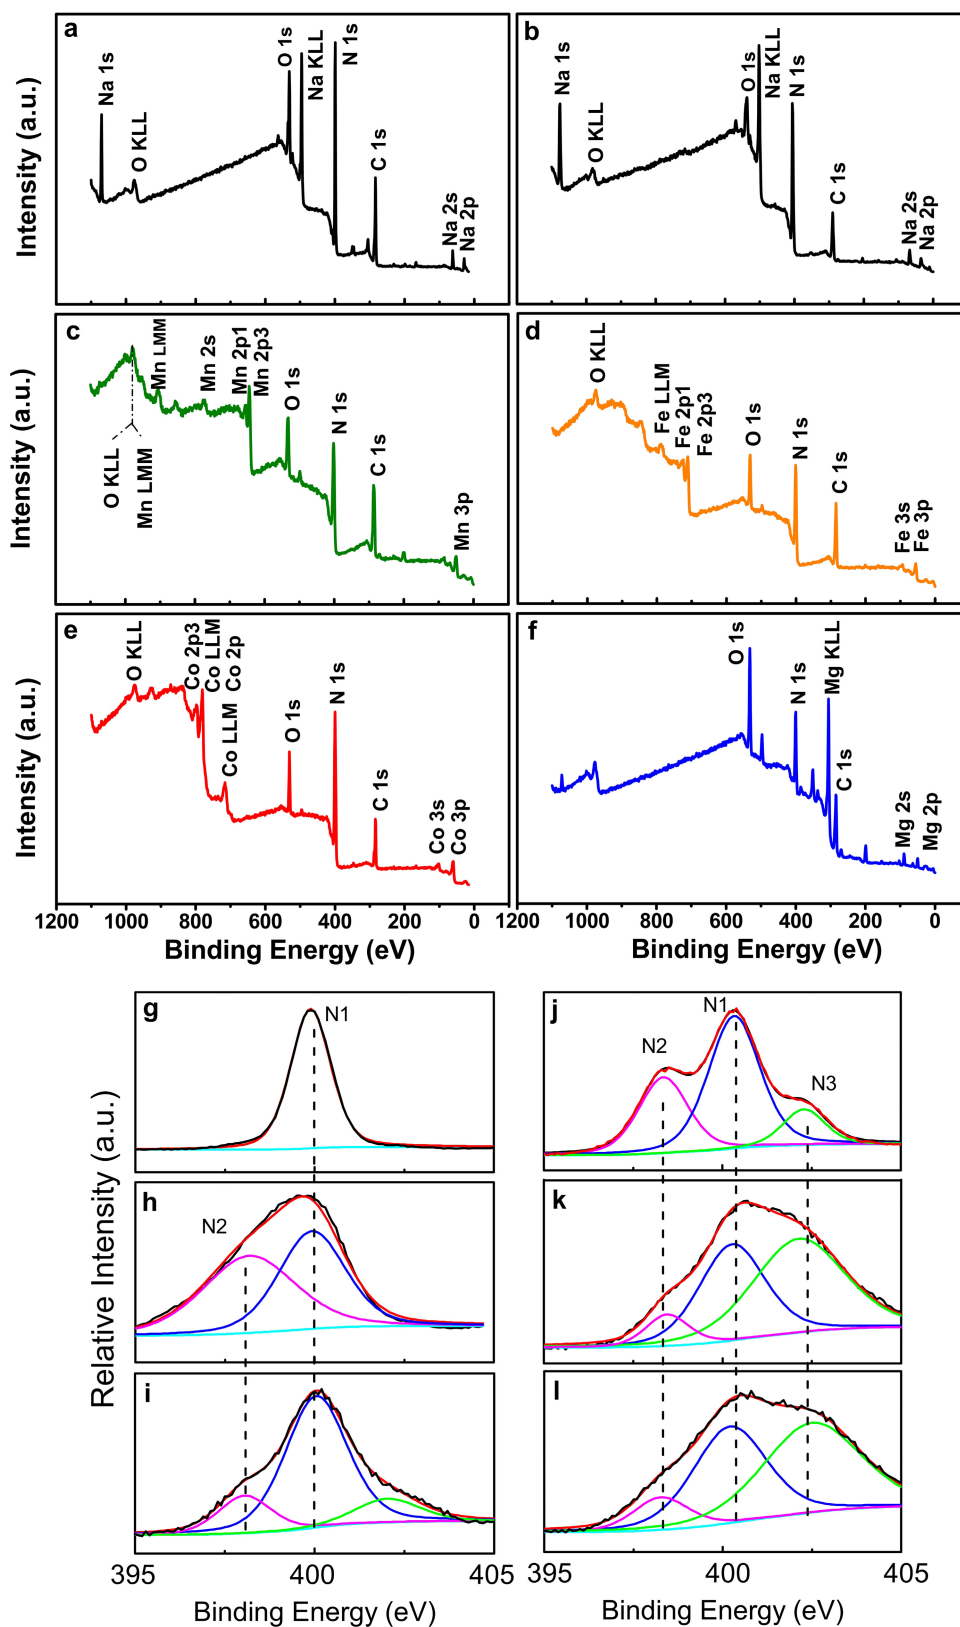 a
Intensity (a.u.)
Na 1s
O KLL
O 1s
Na KLL
N 1s
C 1s
Na 2s
Na 2p
b
Na 1s
O KLL
O 1s
Na KLL
N 1s
C 1s
Na 2s
Na 2p
c
Intensity (a.u.)
O KLL
Mn LMM
Mn LMM
Mn 2s
Mn 2p1
Mn 2p3
O 1s
N 1s
C 1s
Mn 3p
d
O KLL
Fe LLM
Fe 2p1
Fe 2p3
O 1s
N 1s
C 1s
Fe 3s
Fe 3p
e
Intensity (a.u.)
O KLL
Co 2p3
Co LLM
Co 2p
Co LLM
O 1s
N 1s
C 1s
Co 3s
Co 3p
f
O 1s
N 1s
Mg KLL
C 1s
Mg 2s
Mg 2p
1200 1000 800 600 400 200 0
1200 1000 800 600 400 200 0
Binding Energy (eV)
Binding Energy (eV)
Relative Intensity (a.u.)
g
N1
h
N2
i
395 400 405
Binding Energy (eV)
j
N2
N1
N3
k
l
395 400 405
Binding Energy (eV)